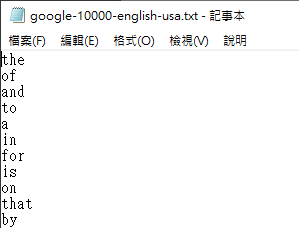 google-10000-english-usa.txt - 記事本
檔案(F) 編輯(E) 格式(O) 檢視(V) 說明
the
of
and
to
a
in
for
is
on
that
by